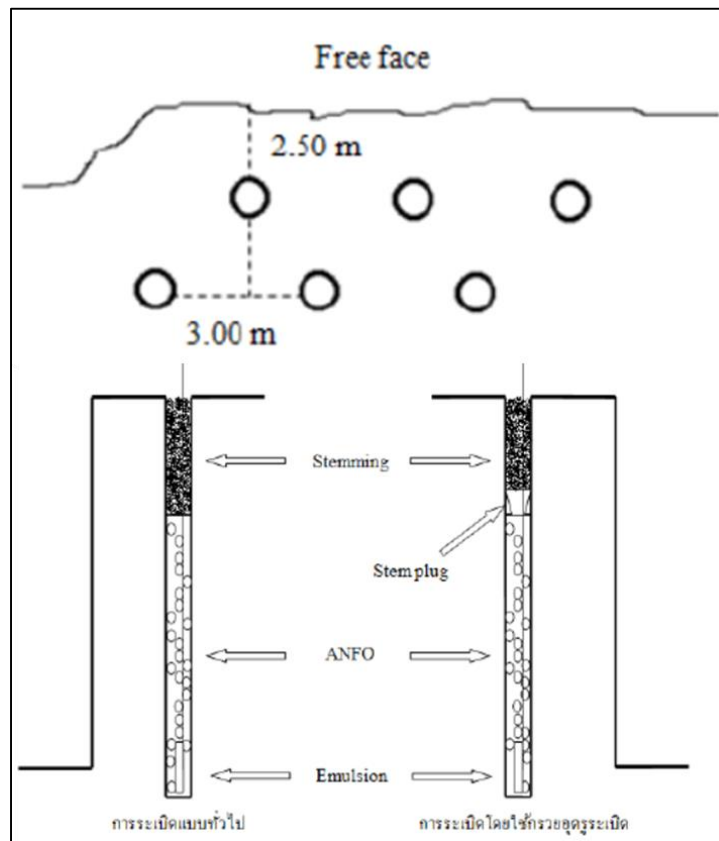 Free face
2.50 m
3.00 m
Stemming
Stem plug
ANFO
Emulsion
การระเบิดแบบทั่วไป
การระเบิดโดยใช้กรวยอุดรูระเบิด